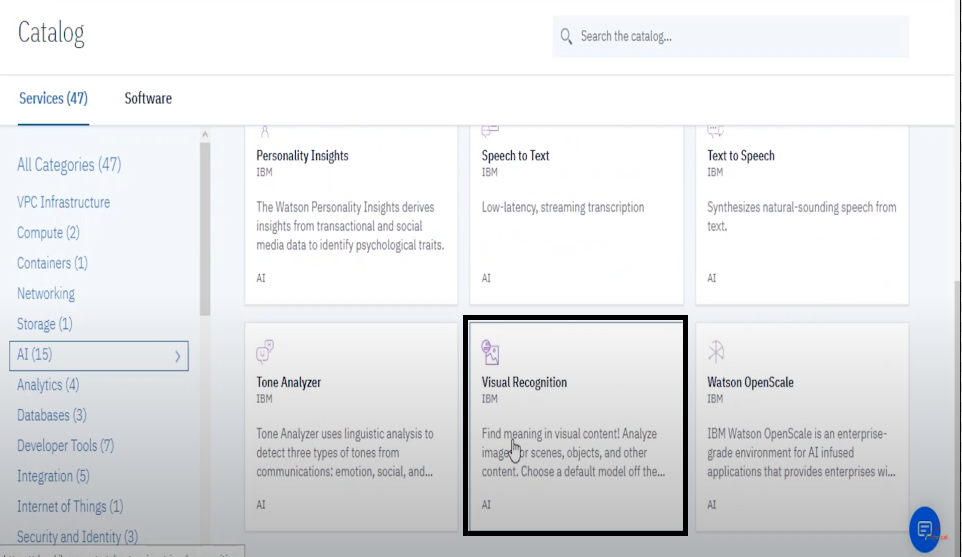 Catalog
Search the catalog...
Services (47)
Software
All Categories (47)
VPC Infrastructure
Compute (2)
Containers (1)
Networking
Storage (1)
AI (15)
Analytics (4)
Databases (3)
Developer Tools (7)
Integration (5)
Internet of Things (1)
Security and Identity (3)
Personality Insights
IBM
The Watson Personality Insights derives
insights from transactional and social
media data to identify psychological traits.
AI
Speech to Text
IBM
Low-latency, streaming transcription
AI
Text to Speech
IBM
Synthesizes natural-sounding speech from
text.
AI
Tone Analyzer
IBM
Tone Analyzer uses linguistic analysis to
detect three types of tones from
communications: emotion, social, and...
AI
Visual Recognition
IBM
Find meaning in visual content! Analyze
images for scenes, objects, and other
content. Choose a default model off the...
AI
Watson OpenScale
IBM
IBM Watson OpenScale is an enterprise-
grade environment for AI infused
applications that provides enterprises wi...
AI